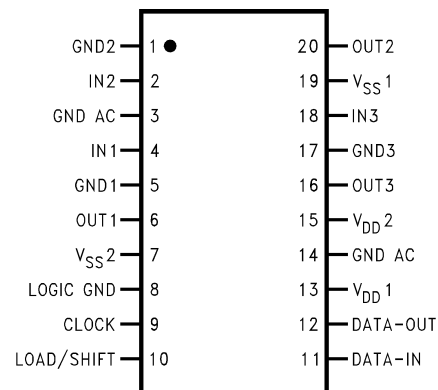 GND2 1 20 OUT2
IN2 2 19 VSS1
GND AC 3 18 IN3
IN1 4 17 GND3
GND1 5 16 OUT3
OUT1 6 15 VDD2
VSS2 7 14 GND AC
LOGIC GND 8 13 VDD1
CLOCK 9 12 DATA-OUT
LOAD/SHIFT 10 11 DATA-IN